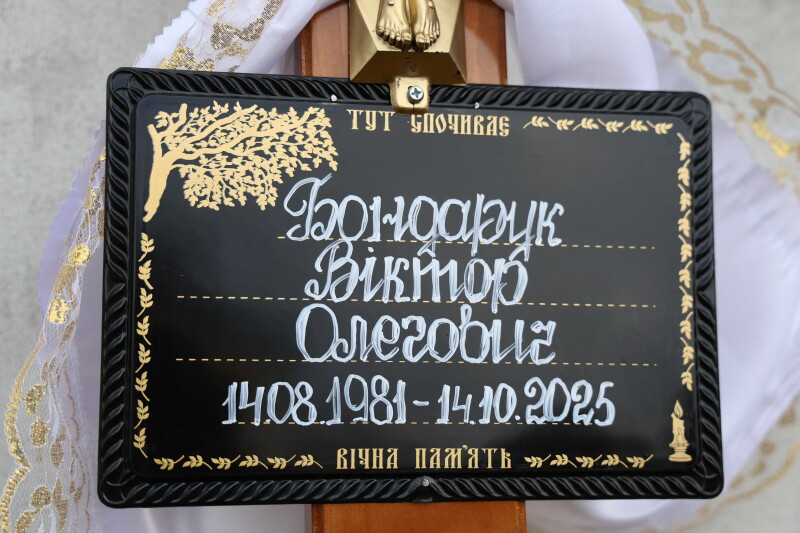 ТУТ СПОЧИВАЄ
Бондарук
Віктор
Олегович
14.08.1981-14.10.2025
ВІЧНА ПАМ'ЯТЬ